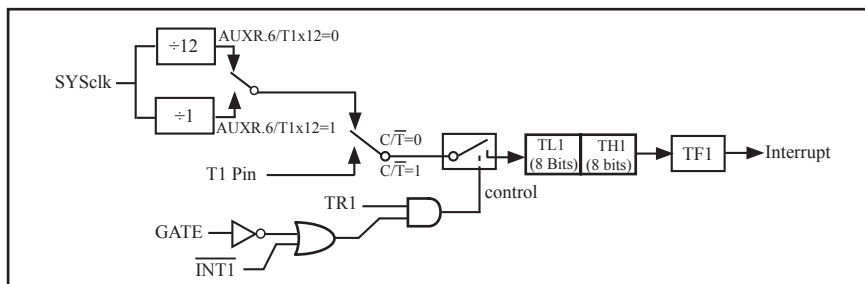 ÷12
AUXR.6/T1x12=0
SYSclk
÷1
AUXR.6/T1x12=1
C/T̅=0
C/T̅=1
T1 Pin
TL1
(8 Bits)
TH1
(8 bits)
TF1
Interrupt
control
TR1
GATE
I̅N̅T̅1̅